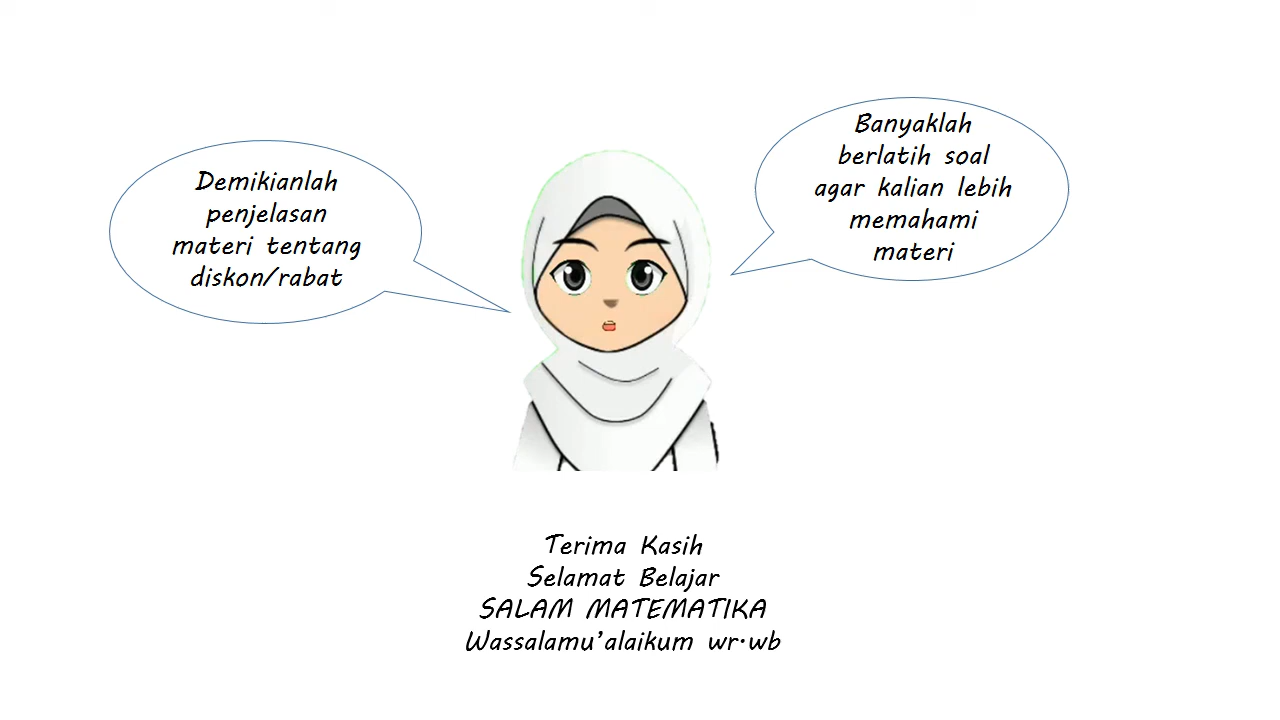 Demikianlah
penjelasan
materi tentang
diskon/rabat
Banyaklah
berlatih soal
agar kalian lebih
memahami
materi
Terima Kasih
Selamat Belajar
SALAM MATEMATIKA
Wassalamu’alaikum wr.wb